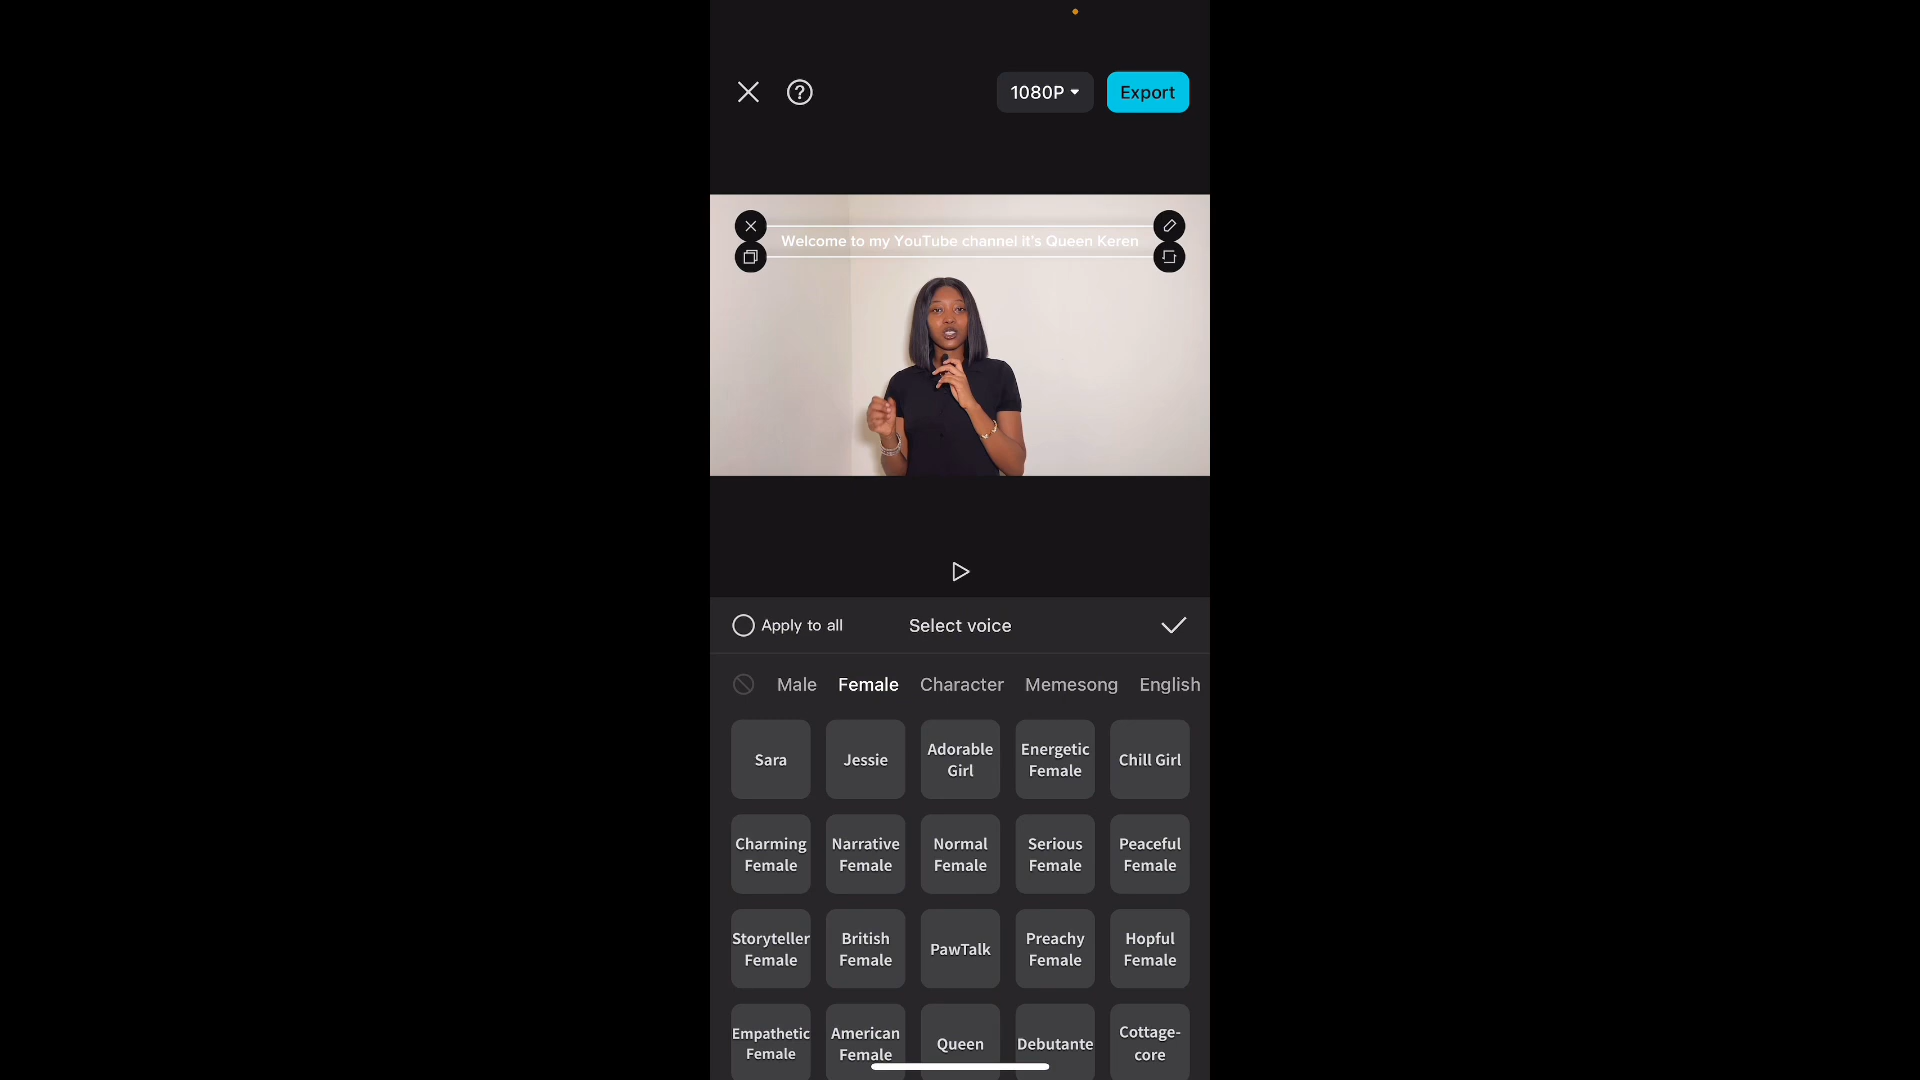 1080P
Export
Welcome to my YouTube channel it's Queen Keren
Apply to all
Select voice
Male Female Character Memesong English
Sara
Jessie
Adorable
Girl
Energetic
Female
Chill Girl
Charming
Female
Narrative
Female
Normal
Female
Serious
Female
Peaceful
Female
Storyteller
Female
British
Female
PawTalk
Preachy
Female
Hopful
Female
Empathetic
Female
American
Female
Queen
Debutante
Cottage-
core